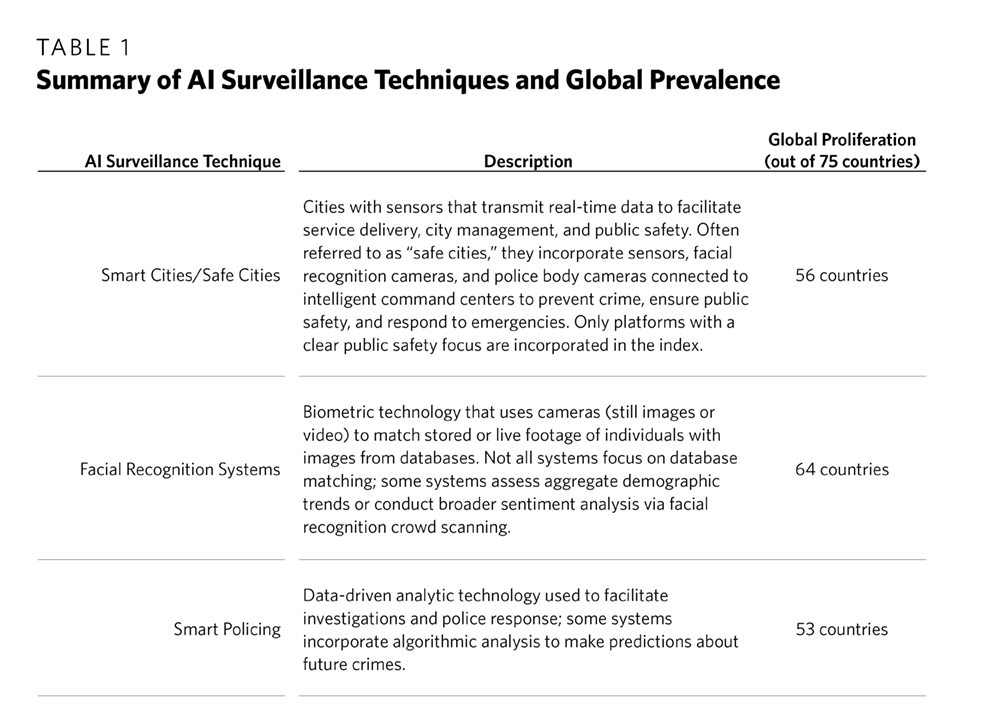 TABLE 1
Summary of AI Surveillance Techniques and Global Prevalence
AI Surveillance Technique
Description
Global Proliferation
(out of 75 countries)
Smart Cities/Safe Cities
Cities with sensors that transmit real-time data to facilitate
service delivery, city management, and public safety. Often
referred to as “safe cities,” they incorporate sensors, facial
recognition cameras, and police body cameras connected to
intelligent command centers to prevent crime, ensure public
safety, and respond to emergencies. Only platforms with a
clear public safety focus are incorporated in the index.
56 countries
Facial Recognition Systems
Biometric technology that uses cameras (still images or
video) to match stored or live footage of individuals with
images from databases. Not all systems focus on database
matching; some systems assess aggregate demographic
trends or conduct broader sentiment analysis via facial
recognition crowd scanning.
64 countries
Smart Policing
Data-driven analytic technology used to facilitate
investigations and police response; some systems
incorporate algorithmic analysis to make predictions about
future crimes.
53 countries